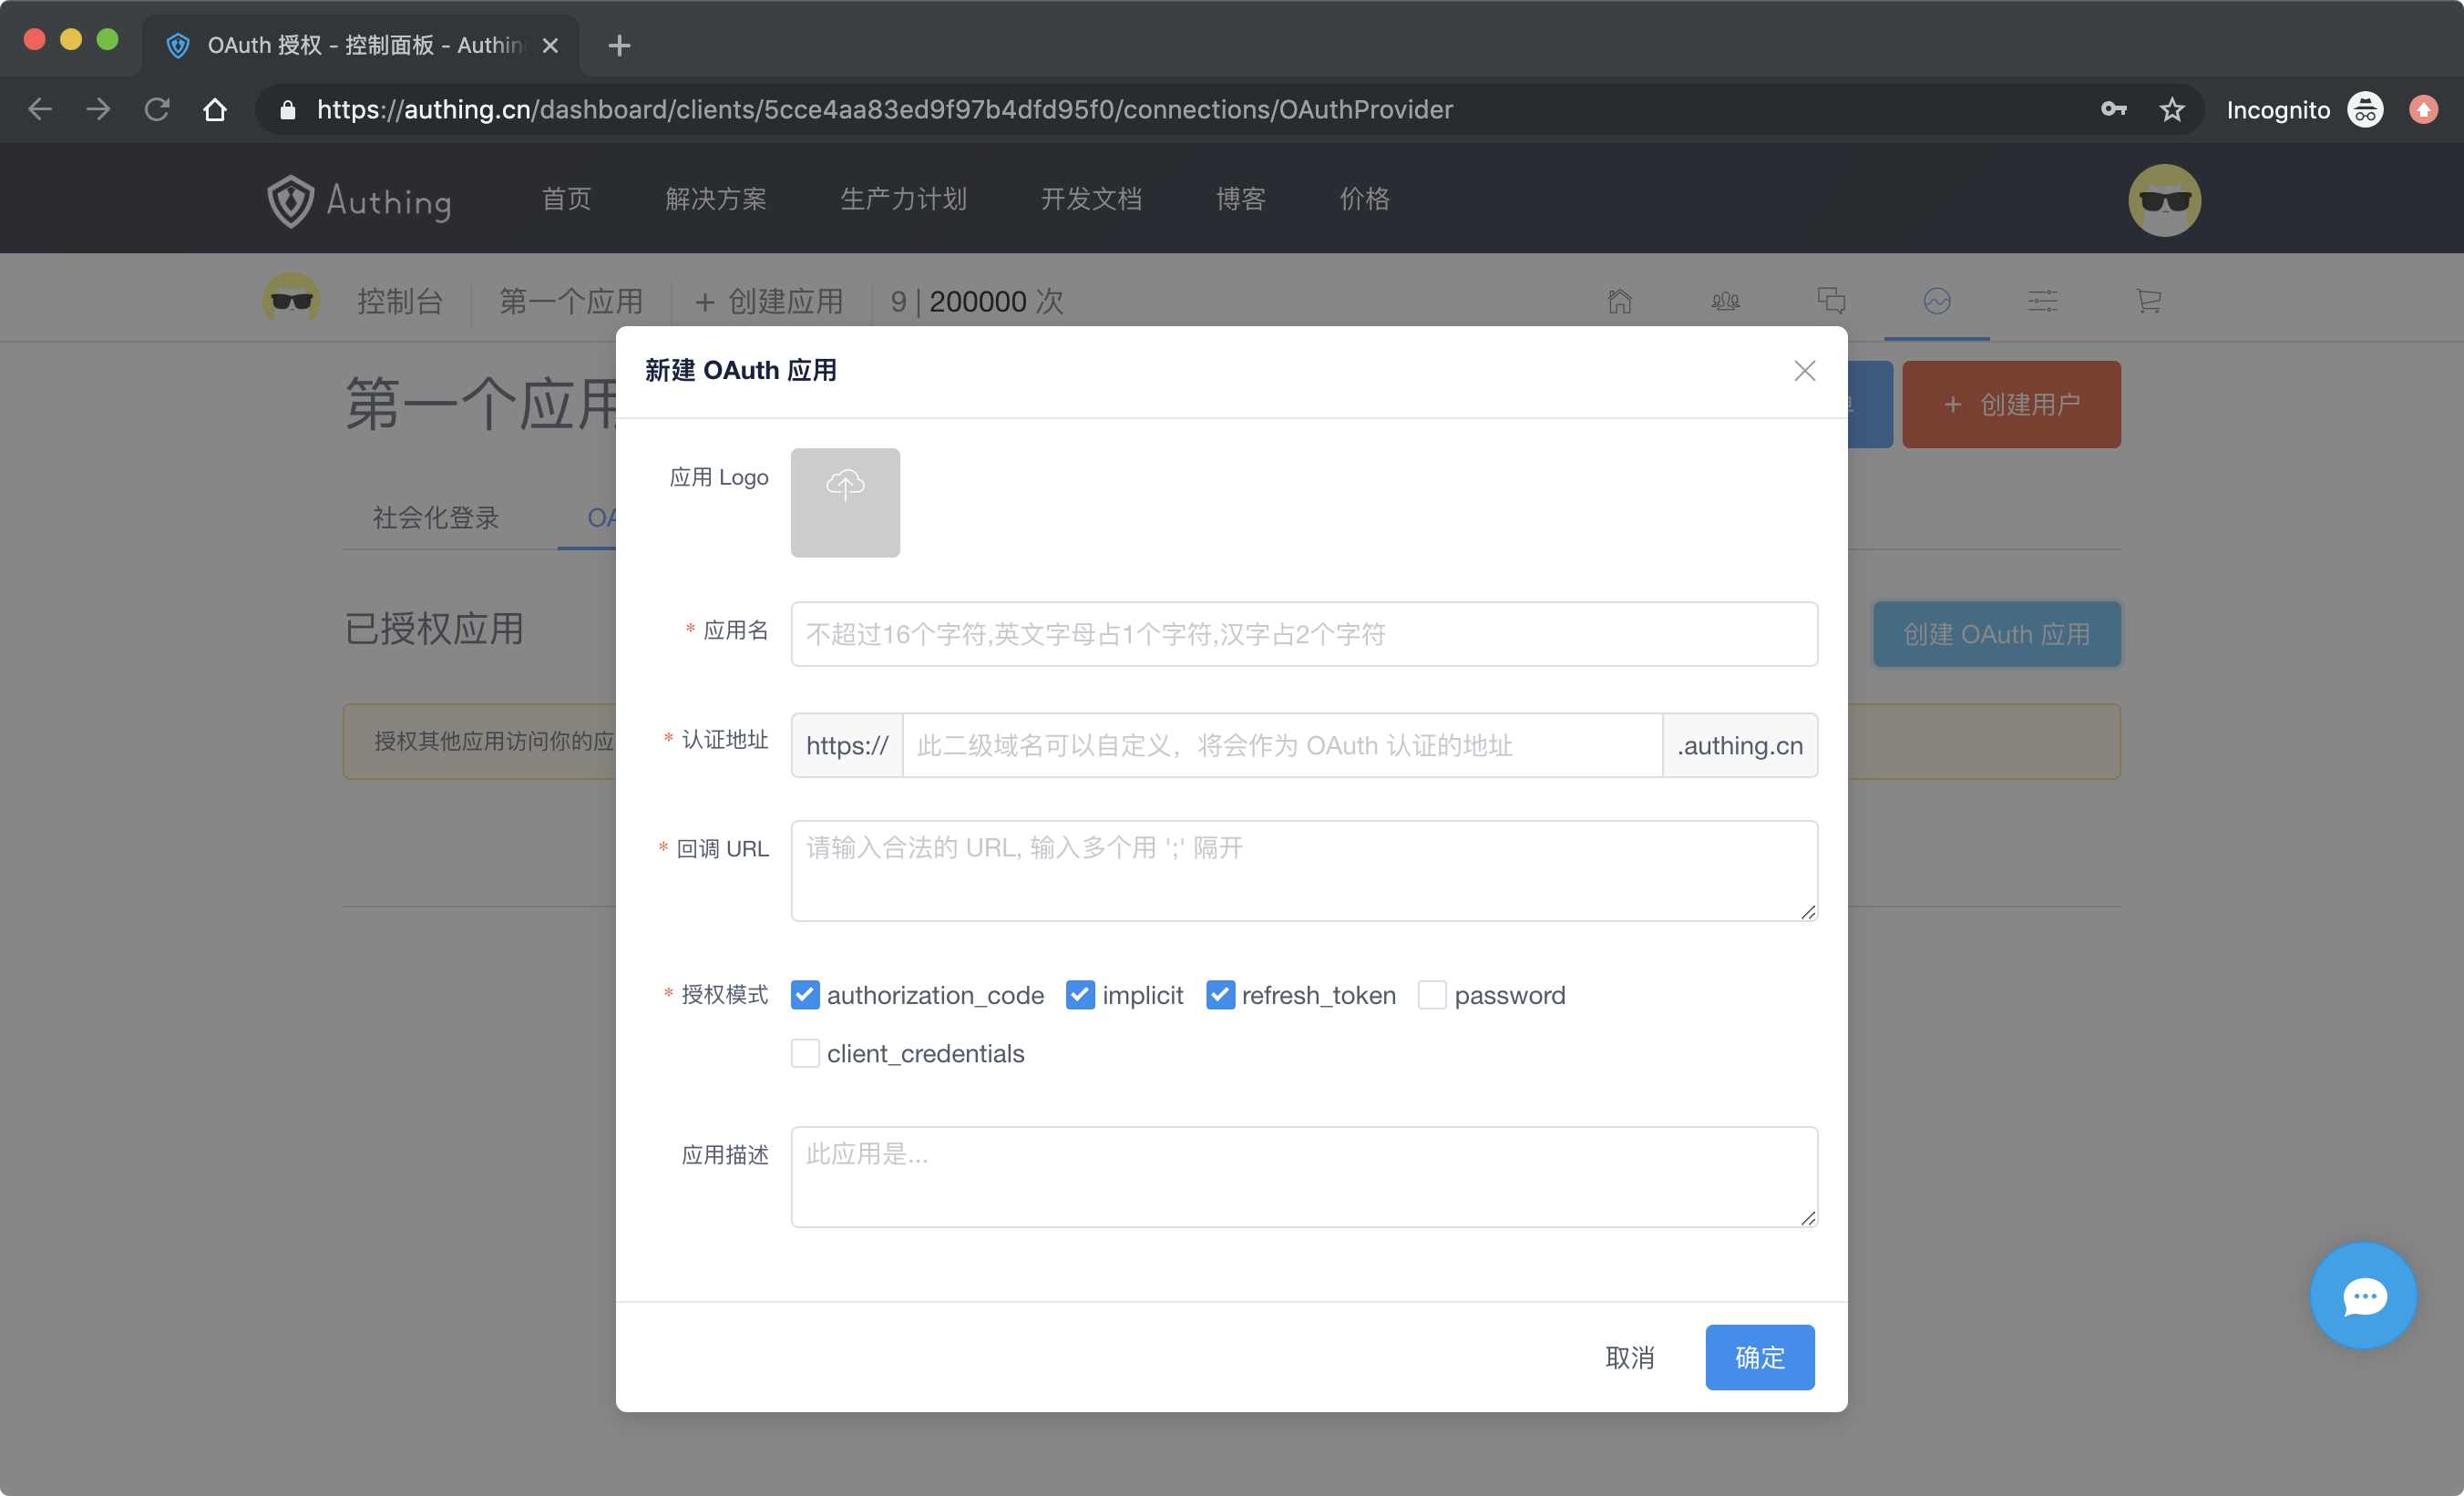 OAuth 授权 - 控制面板 - Authin
https://authing.cn/dashboard/clients/5cce4aa83ed9f97b4dfd95f0/connections/OAuthProvider
Incognito
Authing 首页 解决方案 生产力计划 开发文档 博客 价格
控制台 第一个应用 + 创建应用 9 | 200000 次
新建 OAuth 应用
第一个应用
+ 创建用户
应用 Logo
社会化登录 OA
* 应用名 不超过16个字符,英文字母占1个字符,汉字占2个字符
已授权应用
创建 OAuth 应用
* 认证地址 https:// 此二级域名可以自定义，将会作为 OAuth 认证的地址 .authing.cn
授权其他应用访问你的应
* 回调 URL 请输入合法的 URL, 输入多个用 ';' 隔开
* 授权模式 authorization_code implicit refresh_token password
client_credentials
应用描述 此应用是...
取消 确定